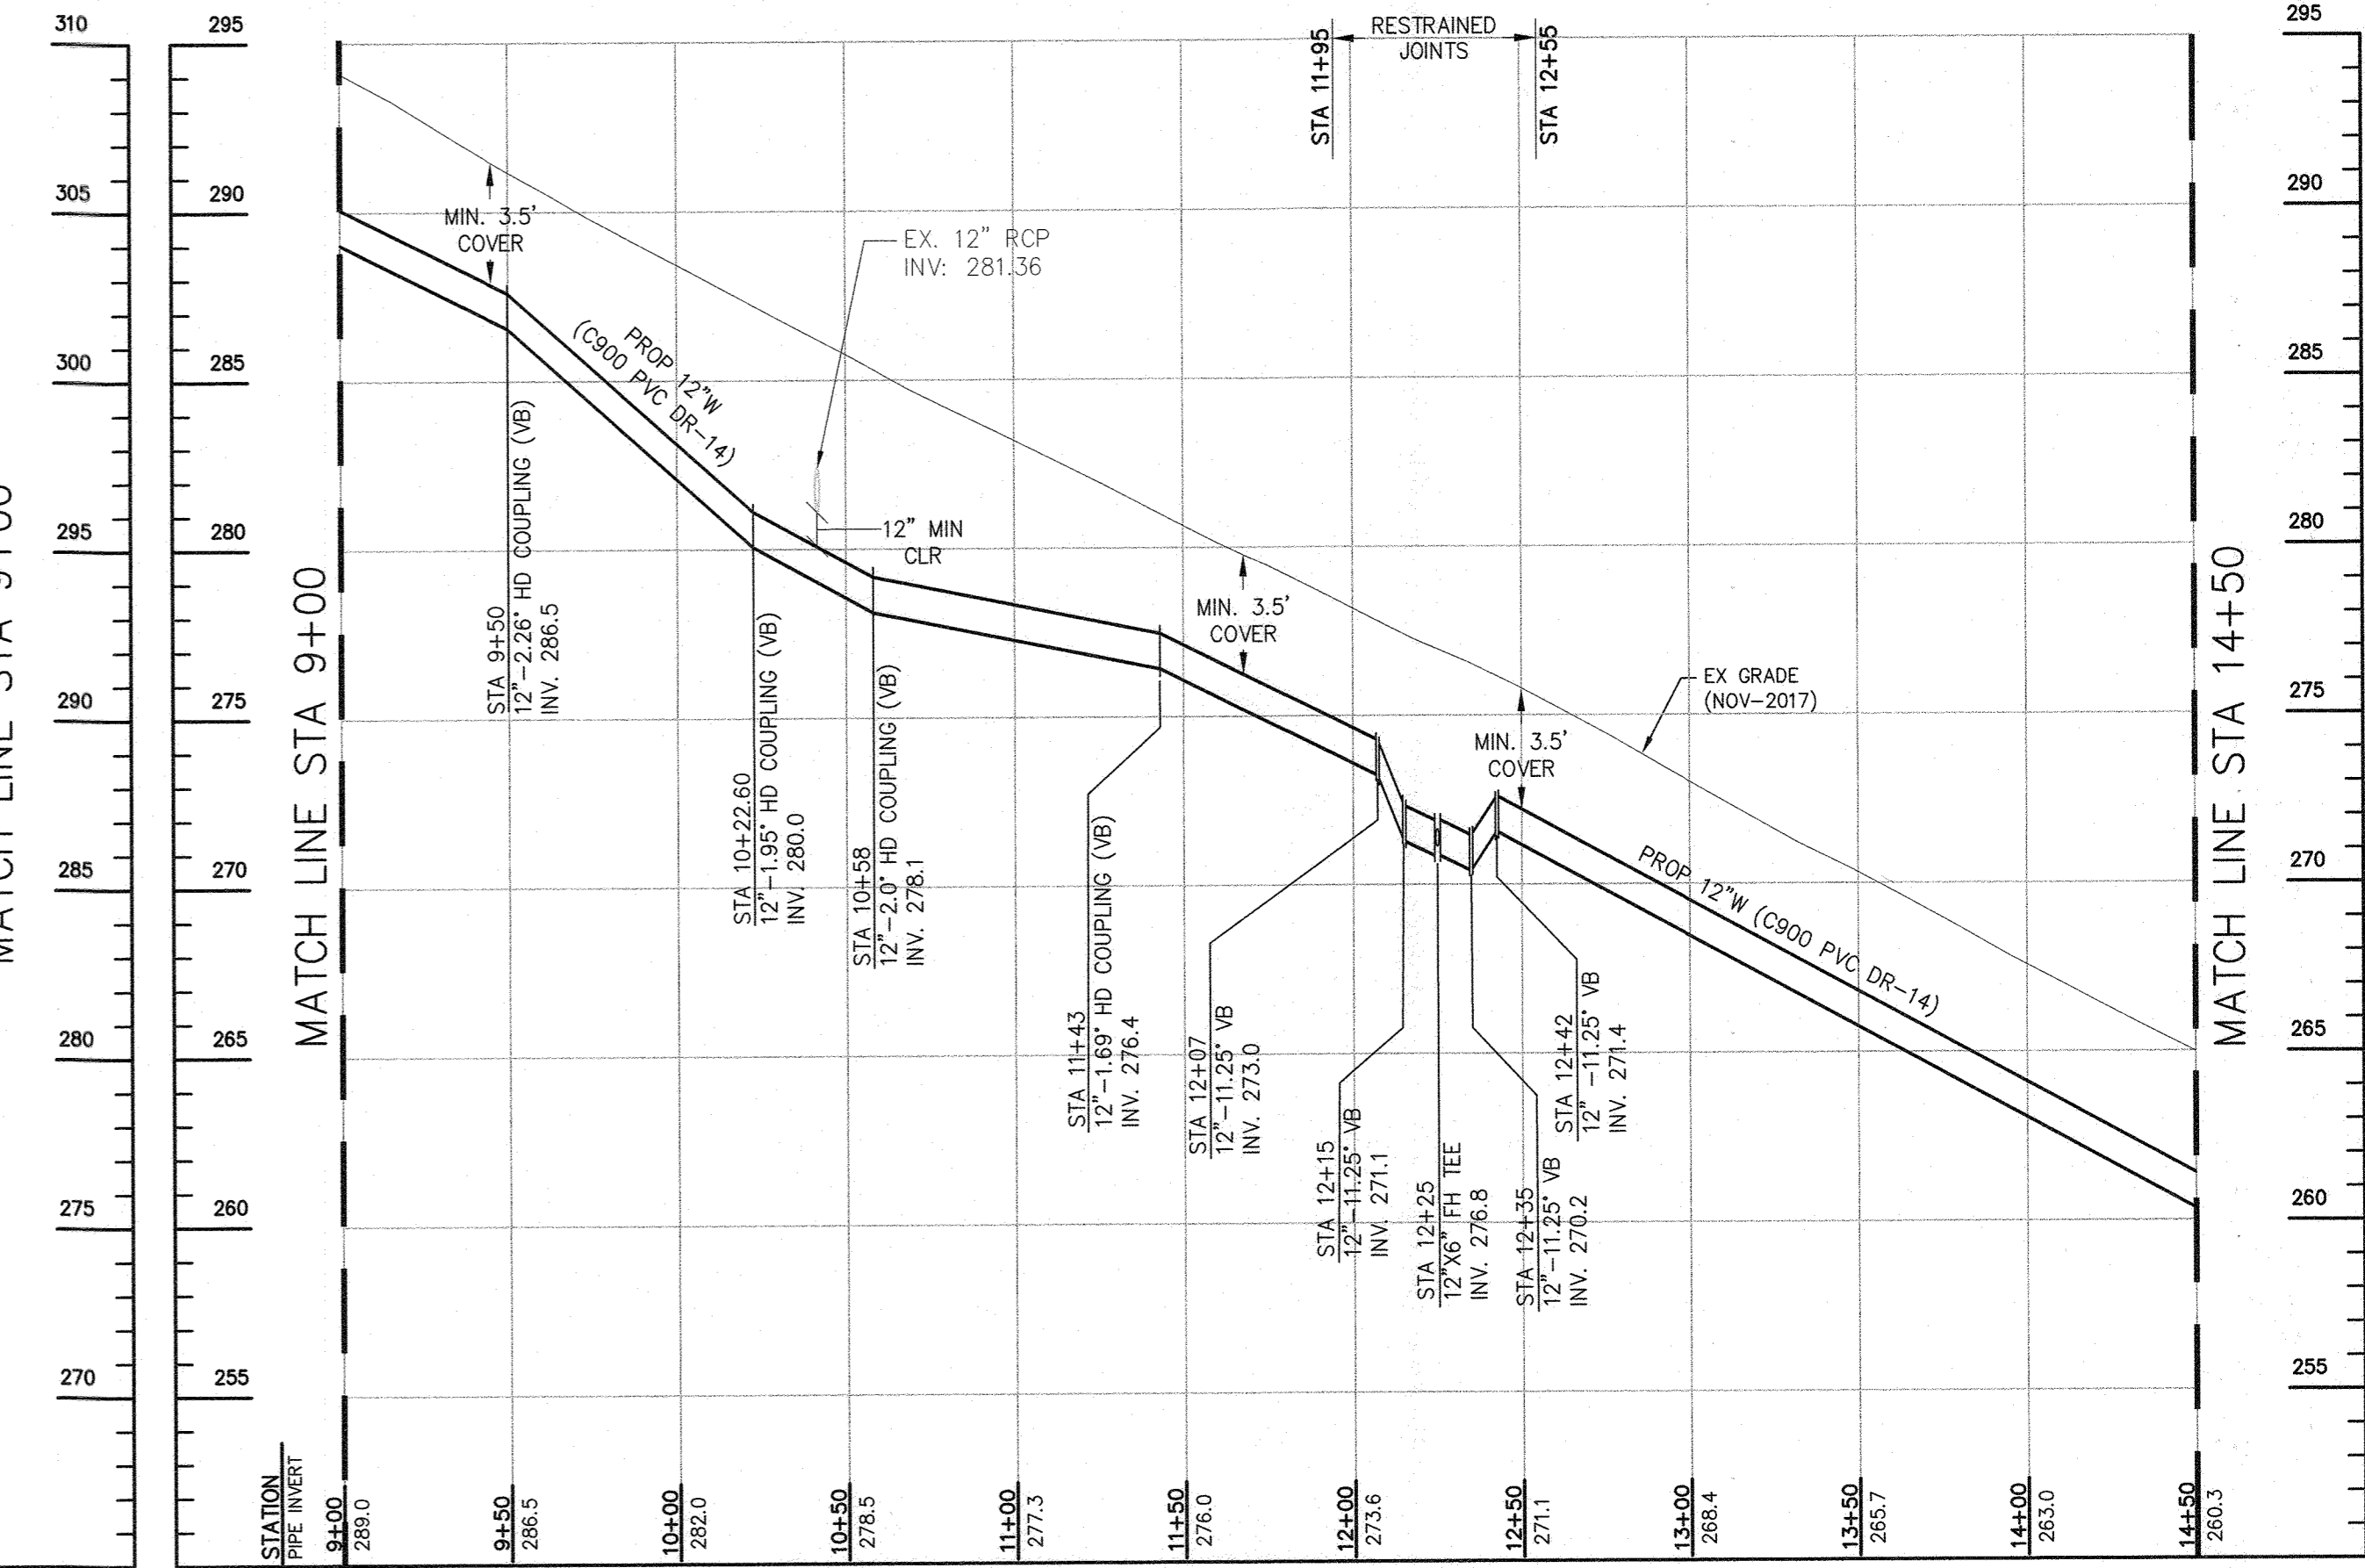 310
305
300
295
290
285
280
275
270
295
290
285
280
275
270
265
260
255
MATCH LINE STA 9+00
MATCH LINE STA 9+00
RESTRAINED
JOINTS
STA 11+95
STA 12+55
MIN. 3.5'
COVER
EX. 12" RCP
INV: 281.36
PROP 12"W
(C900 PVC DR-14)
12" MIN
CLR
MIN. 3.5'
COVER
MIN. 3.5'
COVER
EX GRADE
(NOV-2017)
PROP 12"W (C900 PVC DR-14)
STA 9+50
12"-2.26° HD COUPLING (VB)
INV. 286.5
STA 10+22.60
12"-1.95° HD COUPLING (VB)
INV. 280.0
STA 10+58
12"-2.0° HD COUPLING (VB)
INV. 278.1
STA 11+43
12"-1.69° HD COUPLING (VB)
INV. 276.4
STA 12+07
12"-11.25° VB
INV. 273.0
STA 12+15
12"-11.25° VB
INV. 271.1
STA 12+25
12"X6" FH TEE
INV. 276.8
STA 12+35
12"-11.25° VB
INV. 270.2
STA 12+42
12" -11.25° VB
INV. 271.4
MATCH LINE STA 14+50
295
290
285
280
275
270
265
260
255
STATION
PIPE INVERT
9+00
289.0
9+50
286.5
10+00
282.0
10+50
278.5
11+00
277.3
11+50
276.0
12+00
273.6
12+50
271.1
13+00
268.4
13+50
265.7
14+00
263.0
14+50
260.3